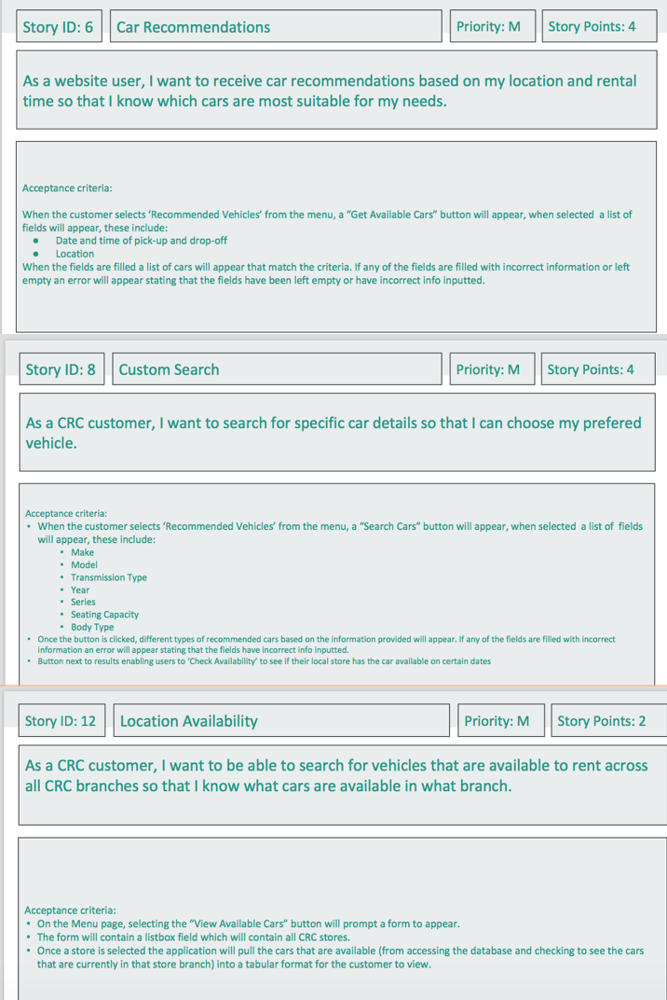 Story ID: 6
Car Recommendations
Priority: M
Story Points: 4
As a website user, I want to receive car recommendations based on my location and rental
time so that I know which cars are most suitable for my needs.
Acceptance criteria:
When the customer selects ‘Recommended Vehicles’ from the menu, a “Get Available Cars” button will appear, when selected a list of
fields will appear, these include:
● Date and time of pick-up and drop-off
● Location
When the fields are filled a list of cars will appear that match the criteria. If any of the fields are filled with incorrect information or left
empty an error will appear stating that the fields have been left empty or have incorrect info inputted.
Story ID: 8
Custom Search
Priority: M
Story Points: 4
As a CRC customer, I want to search for specific car details so that I can choose my prefered
vehicle.
Acceptance criteria:
• When the customer selects ‘Recommended Vehicles’ from the menu, a “Search Cars” button will appear, when selected a list of fields
will appear, these include:
• Make
• Model
• Transmission Type
• Year
• Series
• Seating Capacity
• Body Type
• Once the button is clicked, different types of recommended cars based on the information provided will appear. If any of the fields are filled with incorrect
information an error will appear stating that the fields have incorrect info inputted.
• Button next to results enabling users to ‘Check Availability’ to see if their local store has the car available on certain dates
Story ID: 12
Location Availability
Priority: M
Story Points: 2
As a CRC customer, I want to be able to search for vehicles that are available to rent across
all CRC branches so that I know what cars are available in what branch.
Acceptance criteria:
• On the Menu page, selecting the “View Available Cars” button will prompt a form to appear.
• The form will contain a listbox field which will contain all CRC stores.
• Once a store is selected the application will pull the cars that are available (from accessing the database and checking to see the cars
that are currently in that store branch) into a tabular format for the customer to view.